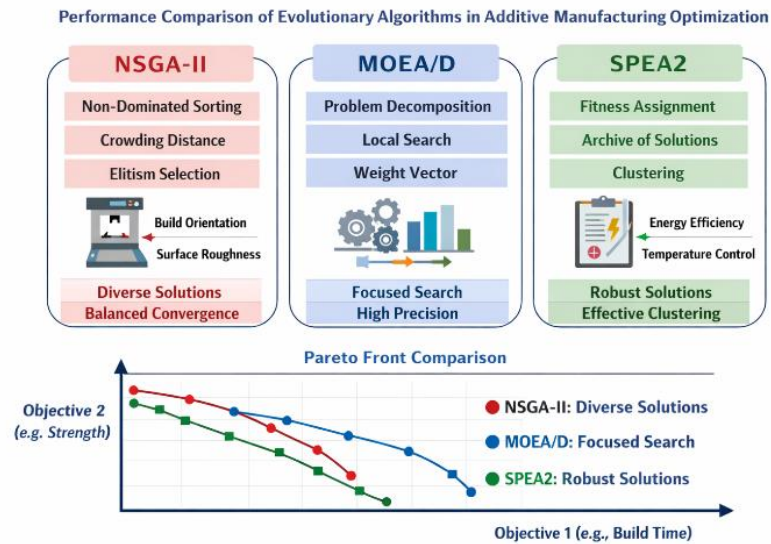 Performance Comparison of Evolutionary Algorithms in Additive Manufacturing Optimization
NSGA-II
Non-Dominated Sorting
Crowding Distance
Elitism Selection
Build Orientation
Surface Roughness
Diverse Solutions
Balanced Convergence
MOEA/D
Problem Decomposition
Local Search
Weight Vector
Focused Search
High Precision
SPEA2
Fitness Assignment
Archive of Solutions
Clustering
Energy Efficiency
Temperature Control
Robust Solutions
Effective Clustering
Pareto Front Comparison
Objective 2
(e.g. Strength)
NSGA-II: Diverse Solutions
MOEA/D: Focused Search
SPEA2: Robust Solutions
Objective 1 (e.g., Build Time)